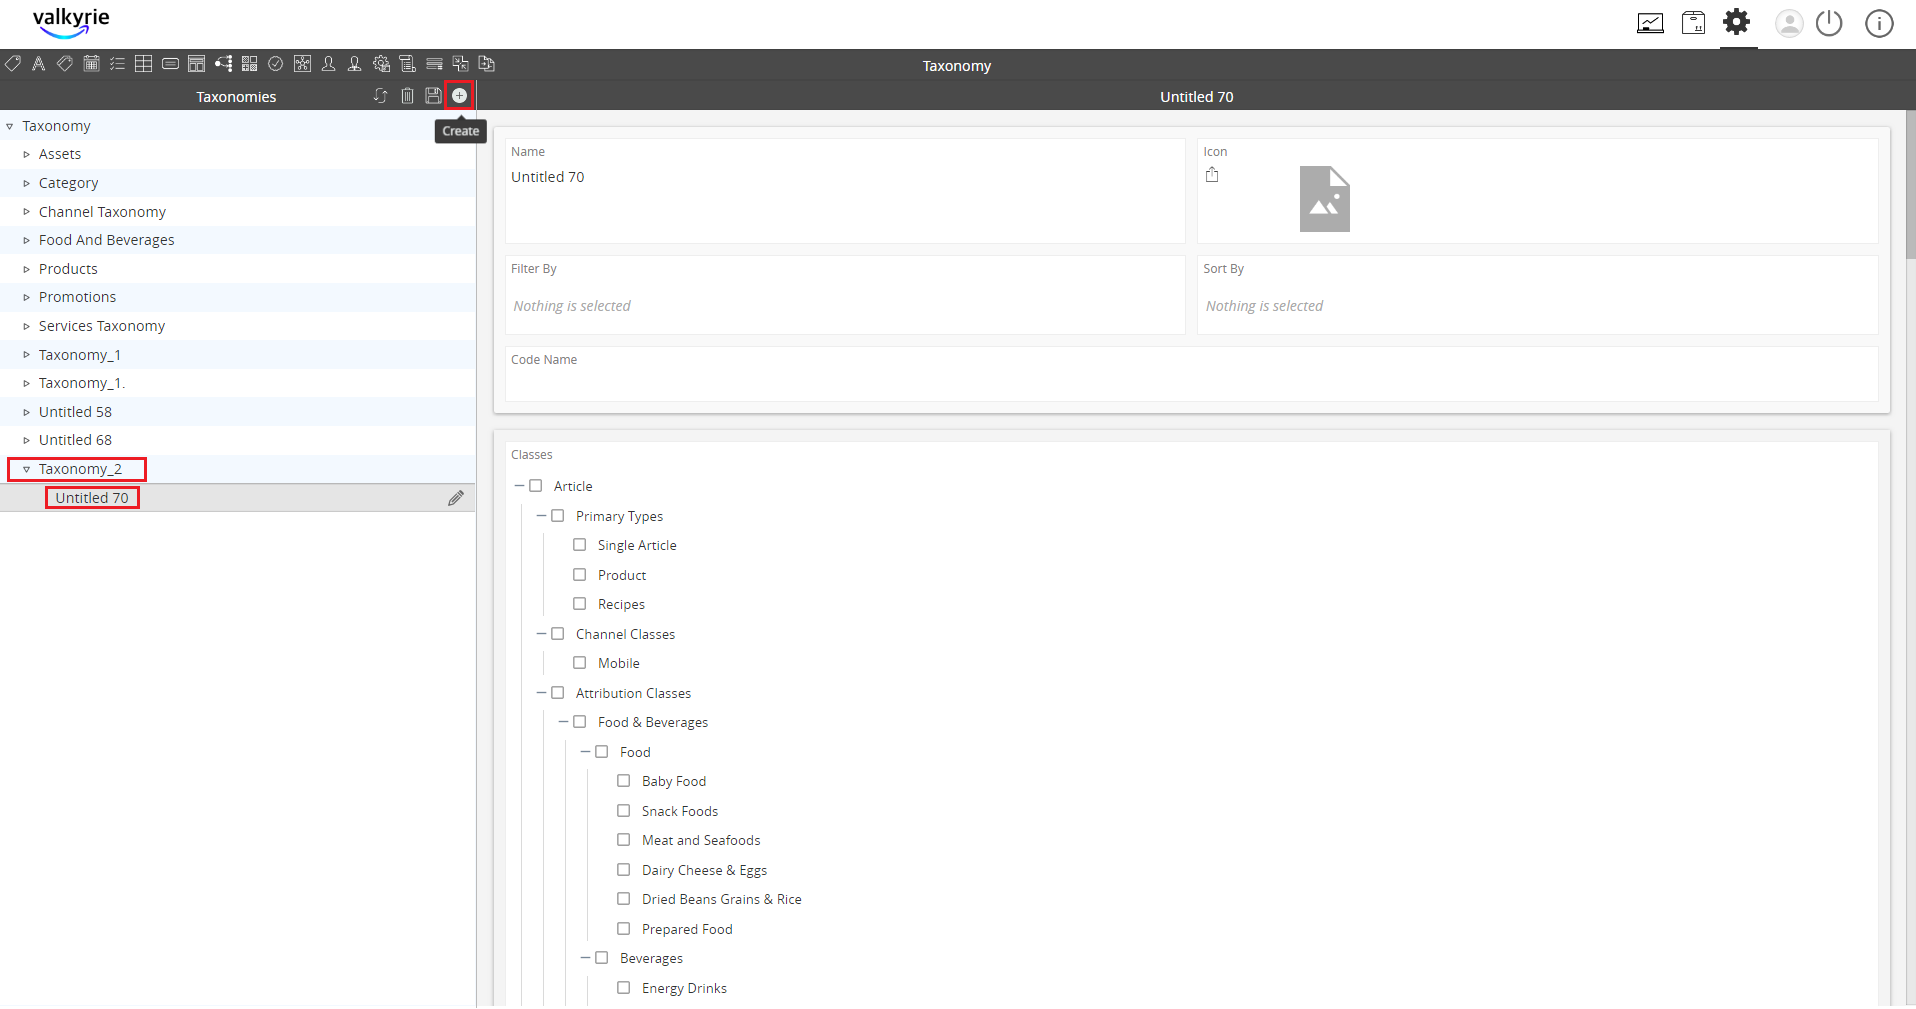 valkyrie
Taxonomy
Taxonomies
Untitled 70
Create
Taxonomy
Assets
Category
Channel Taxonomy
Food And Beverages
Products
Promotions
Services Taxonomy
Taxonomy_1
Taxonomy_1.
Untitled 58
Untitled 68
Taxonomy_2
Untitled 70
Name
Untitled 70
Icon
Filter By
Nothing is selected
Sort By
Nothing is selected
Code Name
Classes
Article
Primary Types
Single Article
Product
Recipes
Channel Classes
Mobile
Attribution Classes
Food & Beverages
Food
Baby Food
Snack Foods
Meat and Seafoods
Dairy Cheese & Eggs
Dried Beans Grains & Rice
Prepared Food
Beverages
Energy Drinks